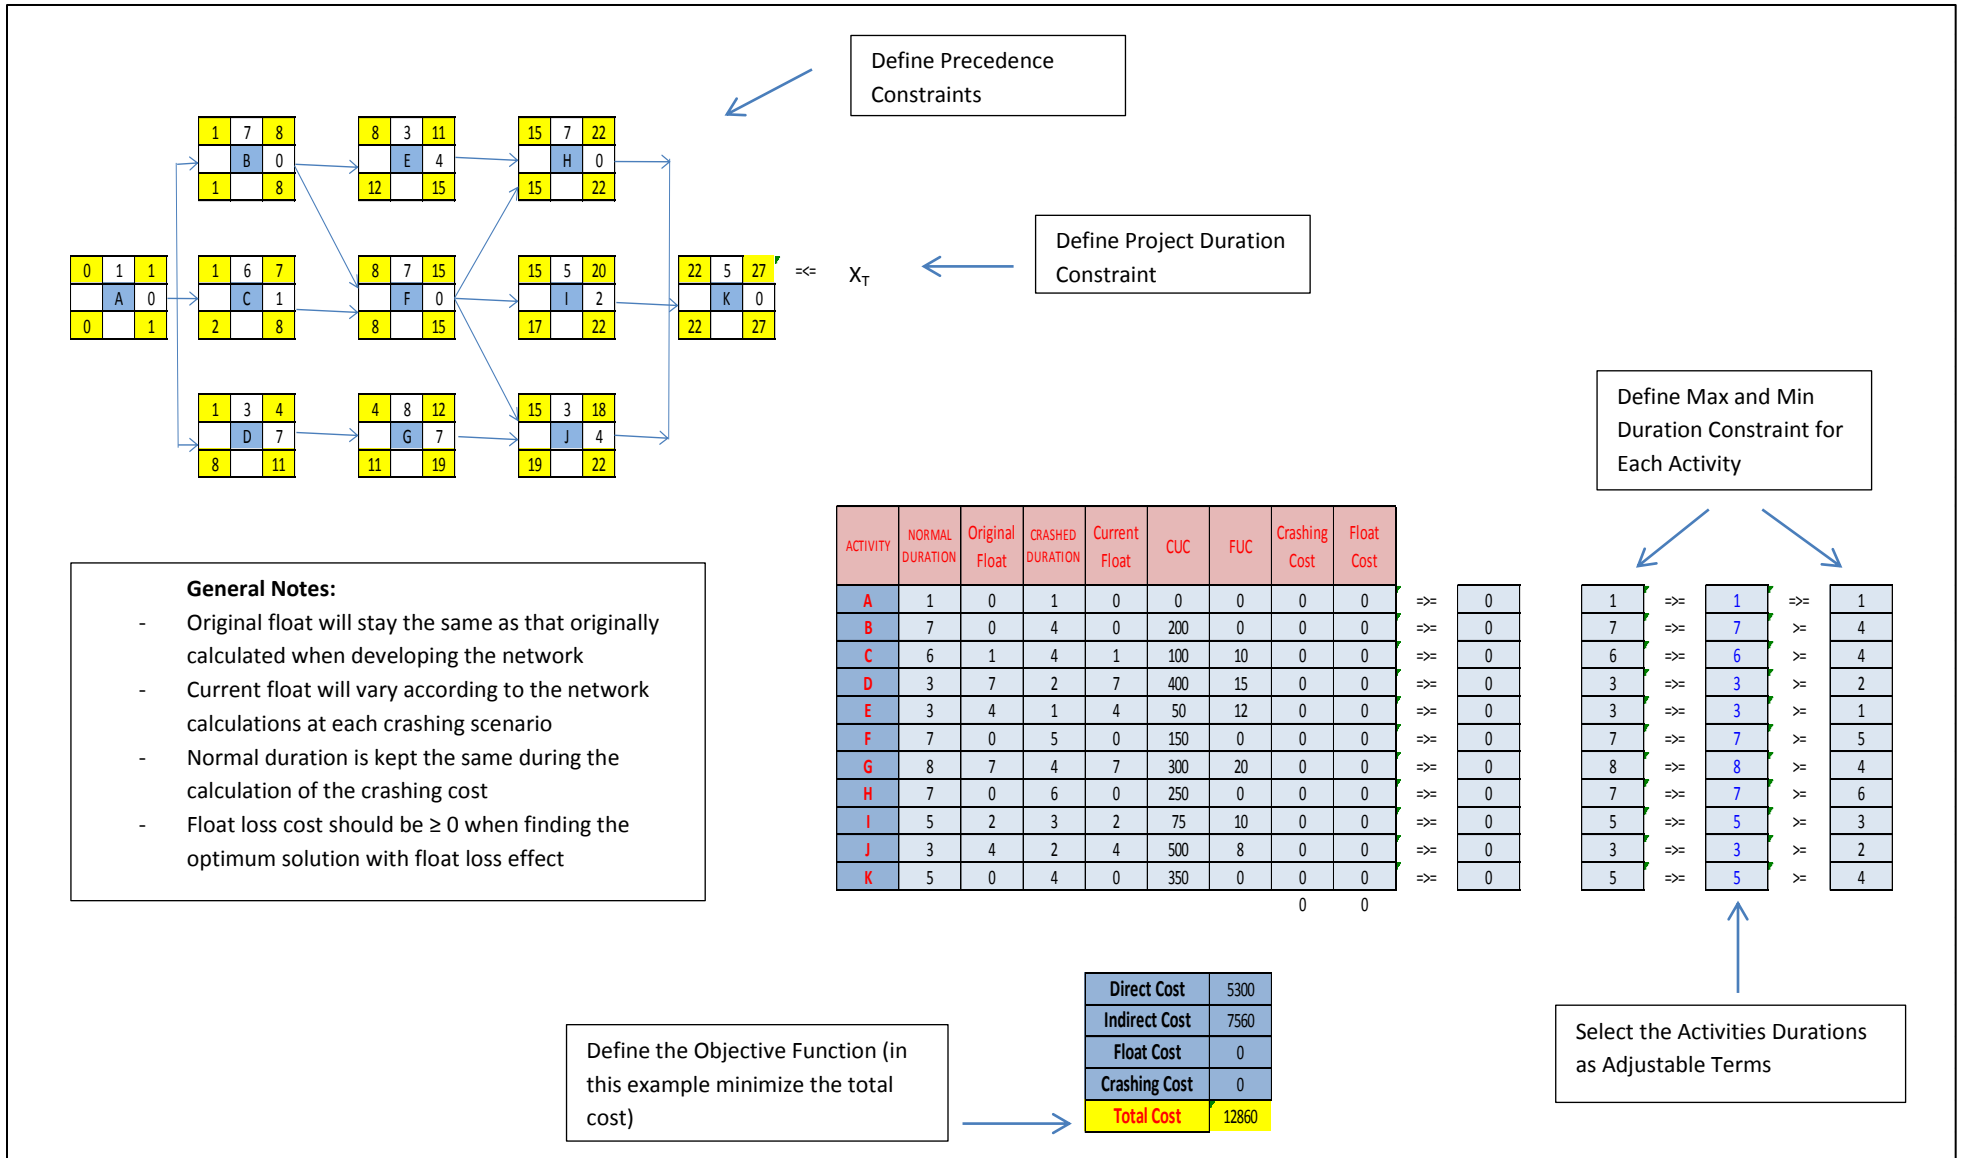 Define Precedence
Constraints
1 7 8
B 0
1 8
8 3 11
E 4
12 15
15 7 22
H 0
15 22
Define Project Duration
Constraint
0 1 1
A 0
0 1
1 6 7
C 1
2 8
8 7 15
F 0
8 15
15 5 20
I 2
17 22
22 5 27
K 0
22 27
=<= XT
1 3 4
D 7
8 11
4 8 12
G 7
11 19
15 3 18
J 4
19 22
Define Max and Min
Duration Constraint for
Each Activity
General Notes:
- Original float will stay the same as that originally
calculated when developing the network
- Current float will vary according to the network
calculations at each crashing scenario
- Normal duration is kept the same during the
calculation of the crashing cost
- Float loss cost should be ≥ 0 when finding the
optimum solution with float loss effect
ACTIVITY NORMAL DURATION Original Float CRASHED DURATION Current Float CUC FUC Crashing Cost Float Cost
A 1 0 1 0 0 0 0 0 =>= 0 1 =>= 1 =>= 1
B 7 0 4 0 200 0 0 0 =>= 0 7 =>= 7 >= 4
C 6 1 4 1 100 10 0 0 =>= 0 6 =>= 6 >= 4
D 3 7 2 7 400 15 0 0 =>= 0 3 =>= 3 >= 2
E 3 4 1 4 50 12 0 0 =>= 0 3 =>= 3 >= 1
F 7 0 5 0 150 0 0 0 =>= 0 7 =>= 7 >= 5
G 8 7 4 7 300 20 0 0 =>= 0 8 =>= 8 >= 4
H 7 0 6 0 250 0 0 0 =>= 0 7 =>= 7 >= 6
I 5 2 3 2 75 10 0 0 =>= 0 5 =>= 5 >= 3
J 3 4 2 4 500 8 0 0 =>= 0 3 =>= 3 >= 2
K 5 0 4 0 350 0 0 0 =>= 0 5 =>= 5 >= 4
0 0
Direct Cost 5300
Indirect Cost 7560
Float Cost 0
Crashing Cost 0
Total Cost 12860
Define the Objective Function (in
this example minimize the total
cost)
Select the Activities Durations
as Adjustable Terms